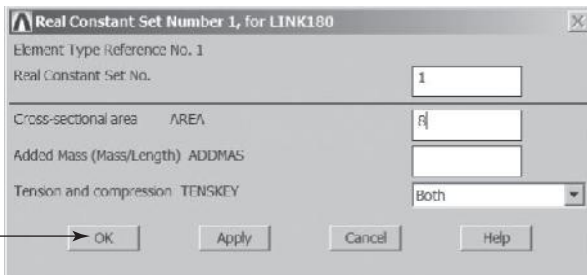 Real Constant Set Number 1, for LINK180
Element Type Reference No. 1
Real Constant Set No. 1
Cross-sectional area AREA 8
Added Mass (Mass/Length) ADDMAS
Tension and compression TENSKEY Both
OK Apply Cancel Help